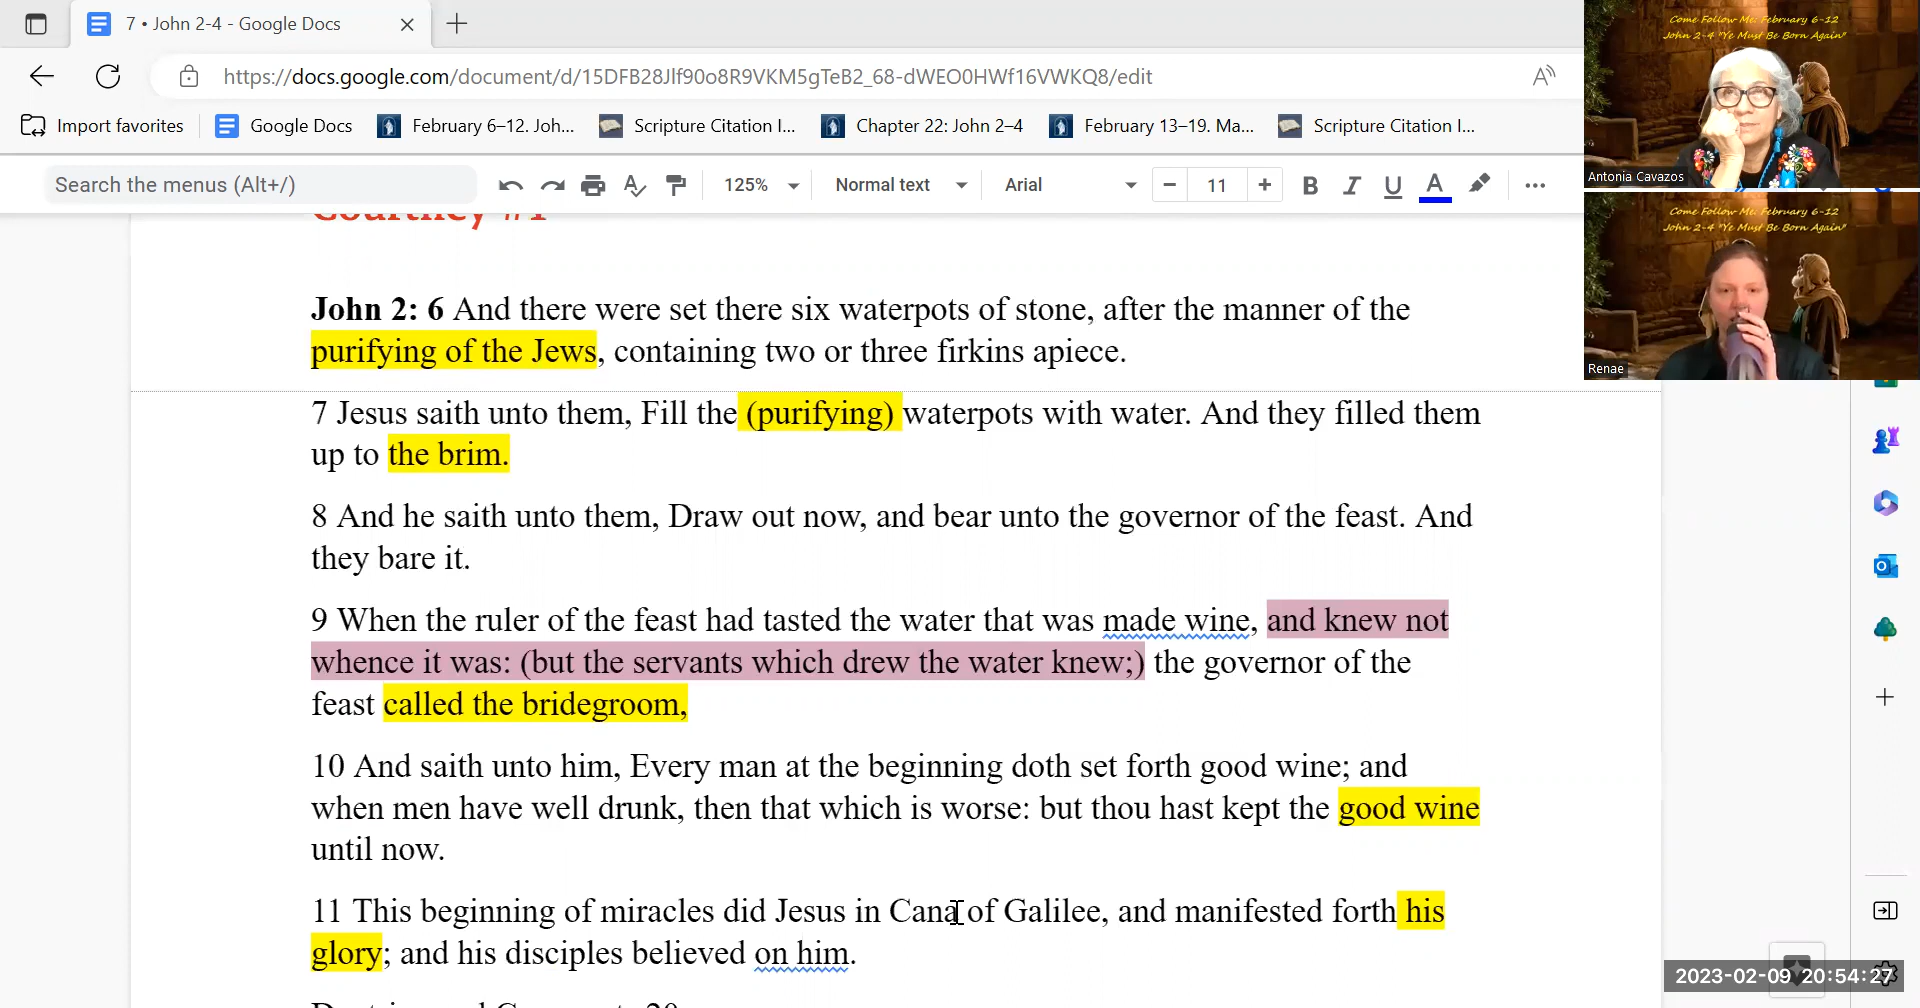 7 • John 2-4 - Google Docs
https://docs.google.com/document/d/15DFB28Jlf90o8R9VKM5gTeB2_68-dWEO0HWf16VWKQ8/edit
Import favorites
Google Docs
February 6–12. Joh...
Scripture Citation I...
Chapter 22: John 2–4
February 13–19. Ma...
Scripture Citation I...
Search the menus (Alt+/)
125%
Normal text
Arial
11
Courtney #1
John 2: 6 And there were set there six waterpots of stone, after the manner of the
purifying of the Jews, containing two or three firkins apiece.
7 Jesus saith unto them, Fill the (purifying) waterpots with water. And they filled them
up to the brim.
8 And he saith unto them, Draw out now, and bear unto the governor of the feast. And
they bare it.
9 When the ruler of the feast had tasted the water that was made wine, and knew not
whence it was: (but the servants which drew the water knew;) the governor of the
feast called the bridegroom,
10 And saith unto him, Every man at the beginning doth set forth good wine; and
when men have well drunk, then that which is worse: but thou hast kept the good wine
until now.
11 This beginning of miracles did Jesus in Cana of Galilee, and manifested forth his
glory; and his disciples believed on him.
Come Follow Me: February 6-12
John 2-4 "Ye Must Be Born Again"
Antonia Cavazos
Come Follow Me: February 6-12
John 2-4 "Ye Must Be Born Again"
Renae
2023-02-09 20:54:27